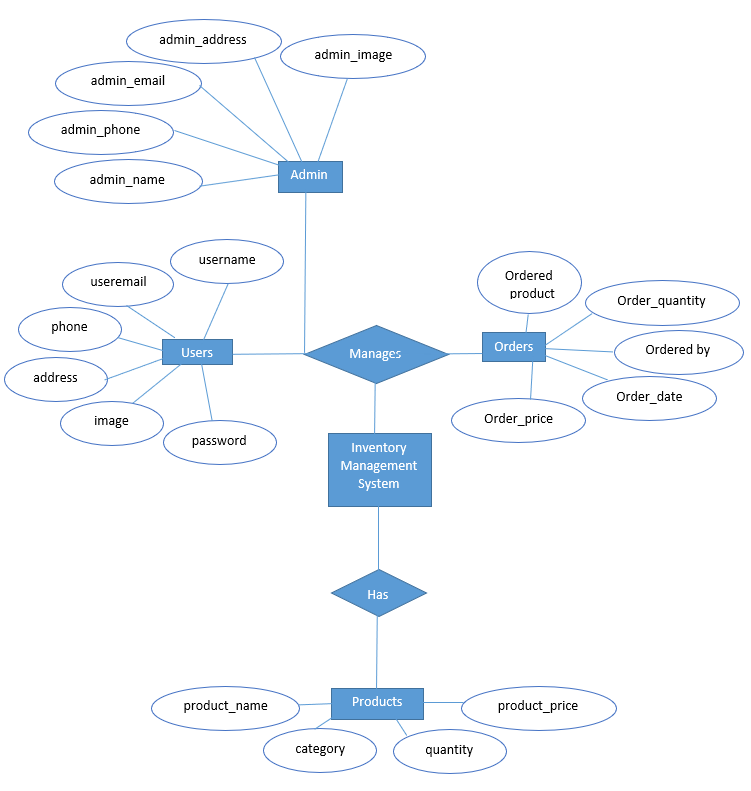 admin_address
admin_image
admin_email
admin_phone
admin_name
Admin
username
useremail
phone
address
image
password
Users
Manages
Ordered
product
Order_quantity
Orders
Ordered by
Order_date
Order_price
Inventory
Management
System
Has
Products
product_name
product_price
category
quantity